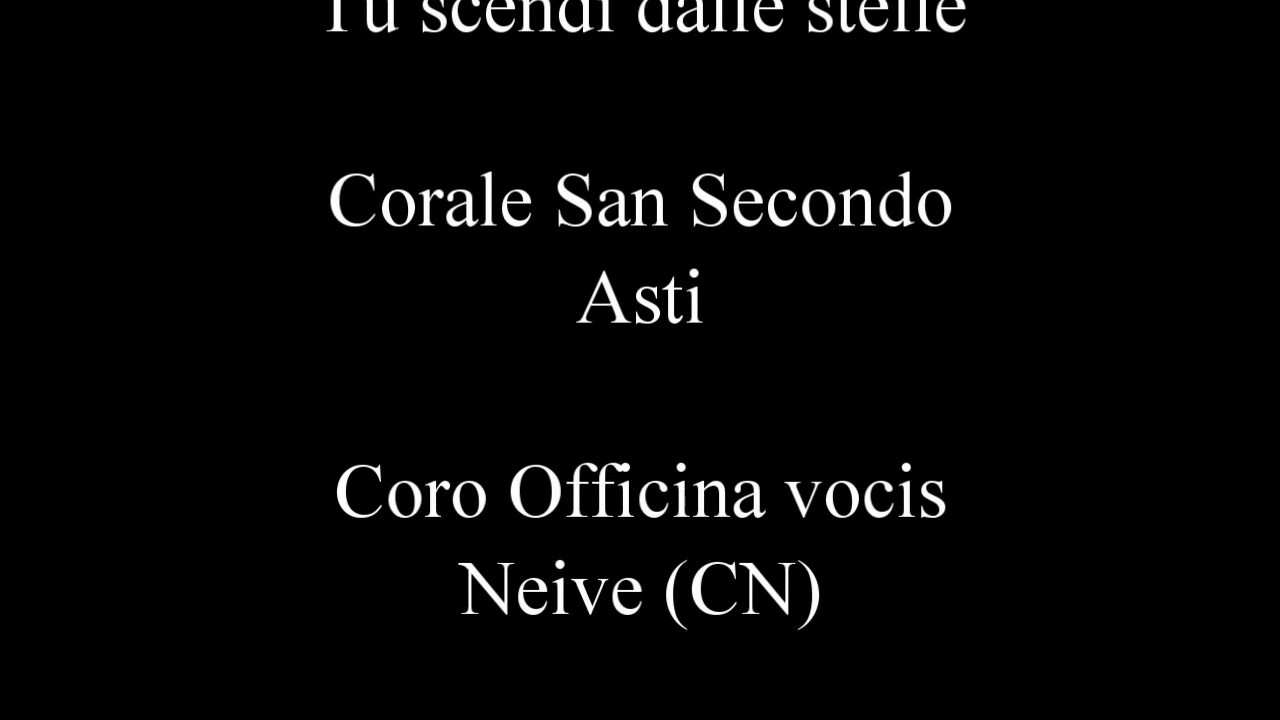 Tu scendi dalle stelle
Corale San Secondo
Asti
Coro Officina vocis
Neive (CN)